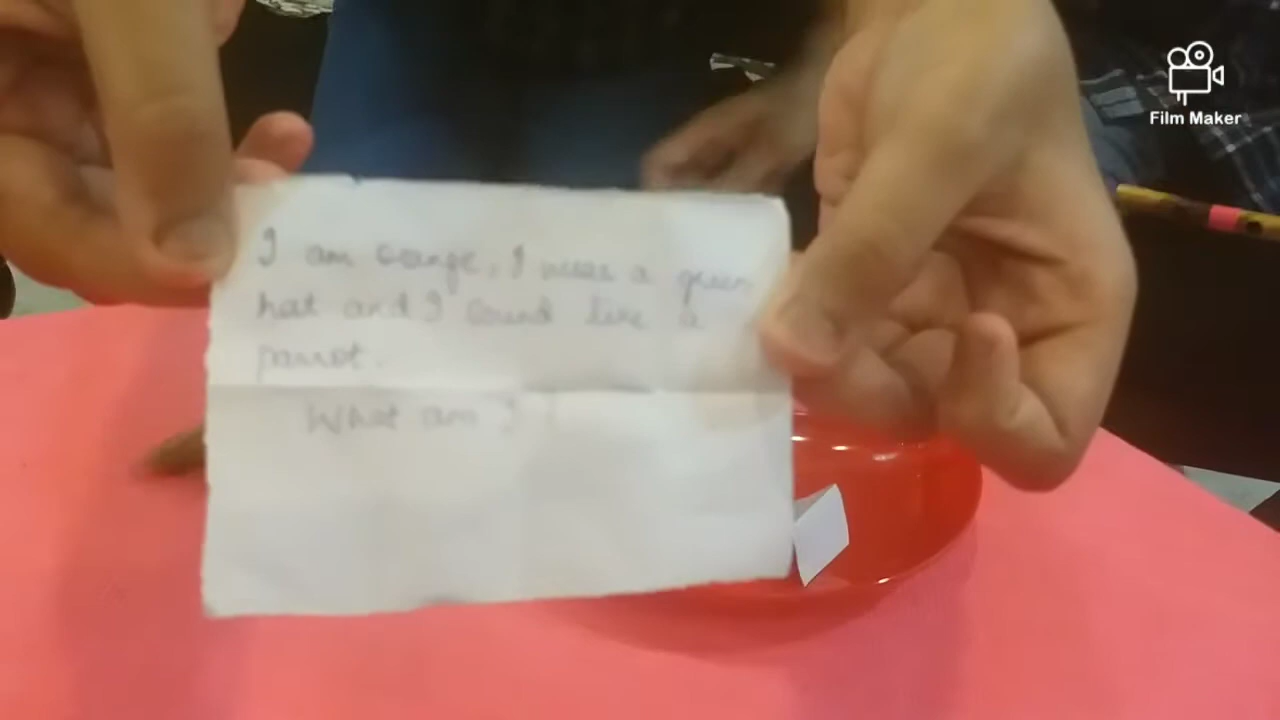 I am orange, I wear a green
hat and I sound like a
parrot.
What am I
Film Maker